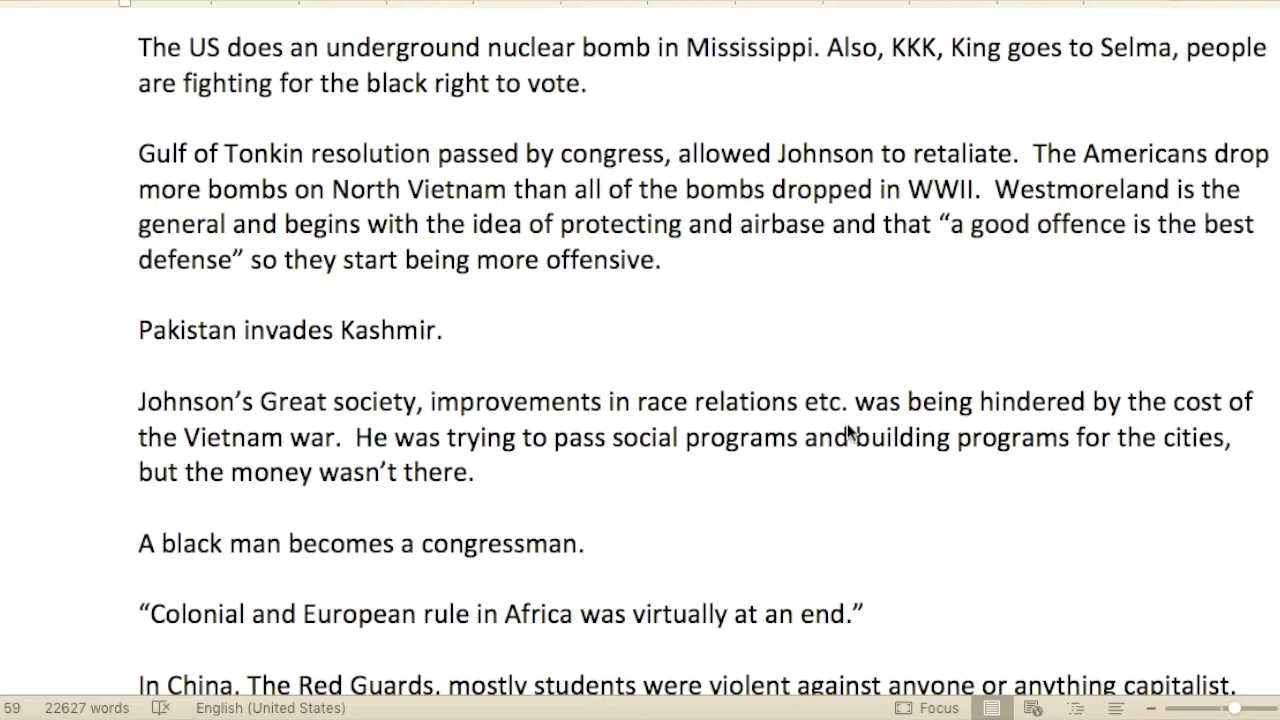 The US does an underground nuclear bomb in Mississippi. Also, KKK, King goes to Selma, people
are fighting for the black right to vote.
Gulf of Tonkin resolution passed by congress, allowed Johnson to retaliate.  The Americans drop
more bombs on North Vietnam than all of the bombs dropped in WWII.  Westmoreland is the
general and begins with the idea of protecting and airbase and that “a good offence is the best
defense” so they start being more offensive.
Pakistan invades Kashmir.
Johnson’s Great society, improvements in race relations etc. was being hindered by the cost of
the Vietnam war.  He was trying to pass social programs and building programs for the cities,
but the money wasn’t there.
A black man becomes a congressman.
“Colonial and European rule in Africa was virtually at an end.”
In China, The Red Guards, mostly students were violent against anyone or anything capitalist.
59 22627 words English (United States) Focus